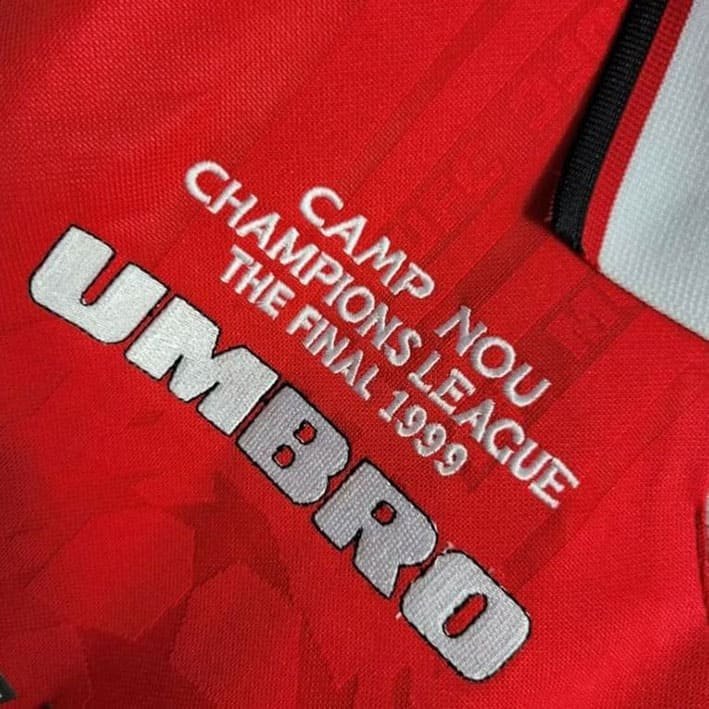 CAMP NOU
CHAMPIONS LEAGUE
THE FINAL 1999
UMBRO